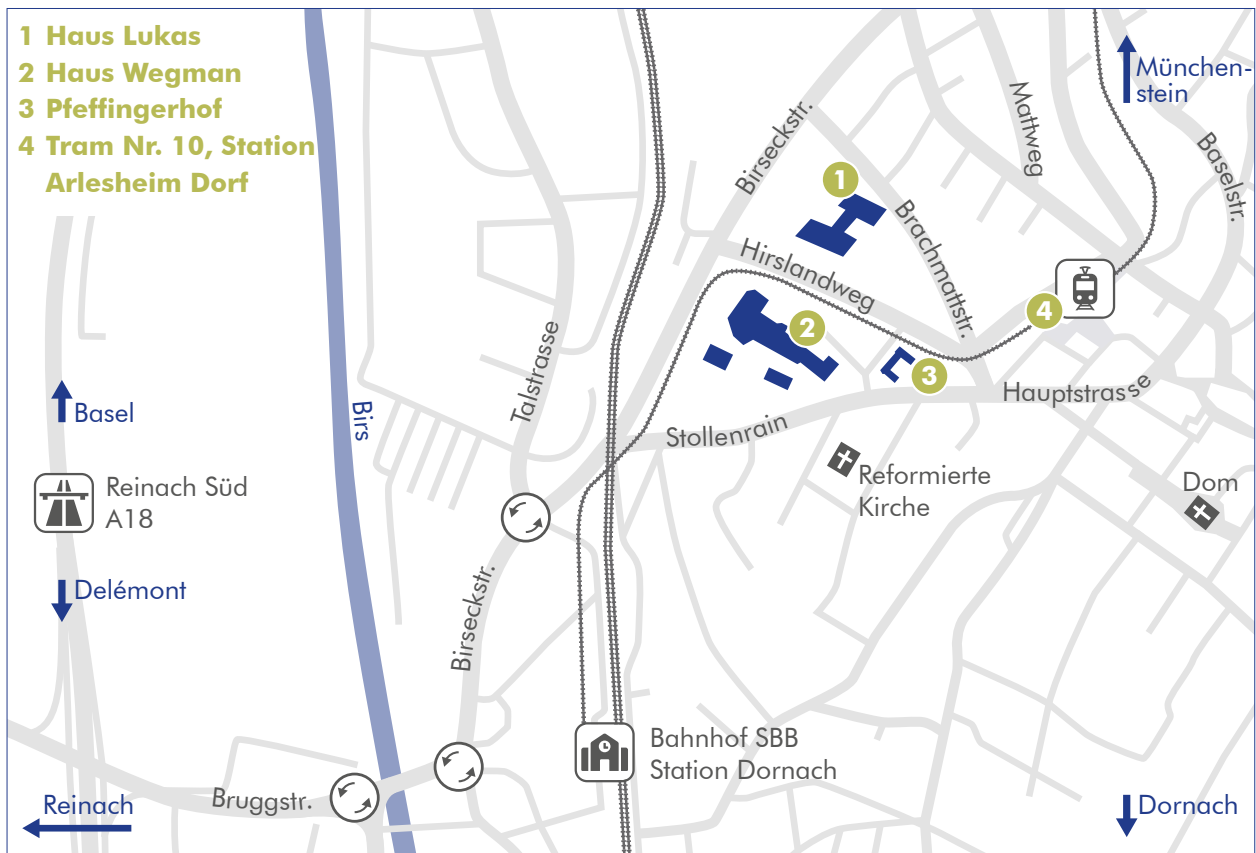 1 Haus Lukas
2 Haus Wegman
3 Pfeffingerhof
4 Tram Nr. 10, Station
Arlesheim Dorf
München-
stein
Mattweg
Baselstr.
Birseckstr.
1
Brachmattstr.
Hirslandweg
4
2
3
Hauptstrasse
Talstrasse
Stollenrain
Basel
Birs
Reinach Süd
A18
Reformierte
Kirche
Dom
Delémont
Birseckstr.
Bahnhof SBB
Station Dornach
Bruggstr.
Reinach
Dornach